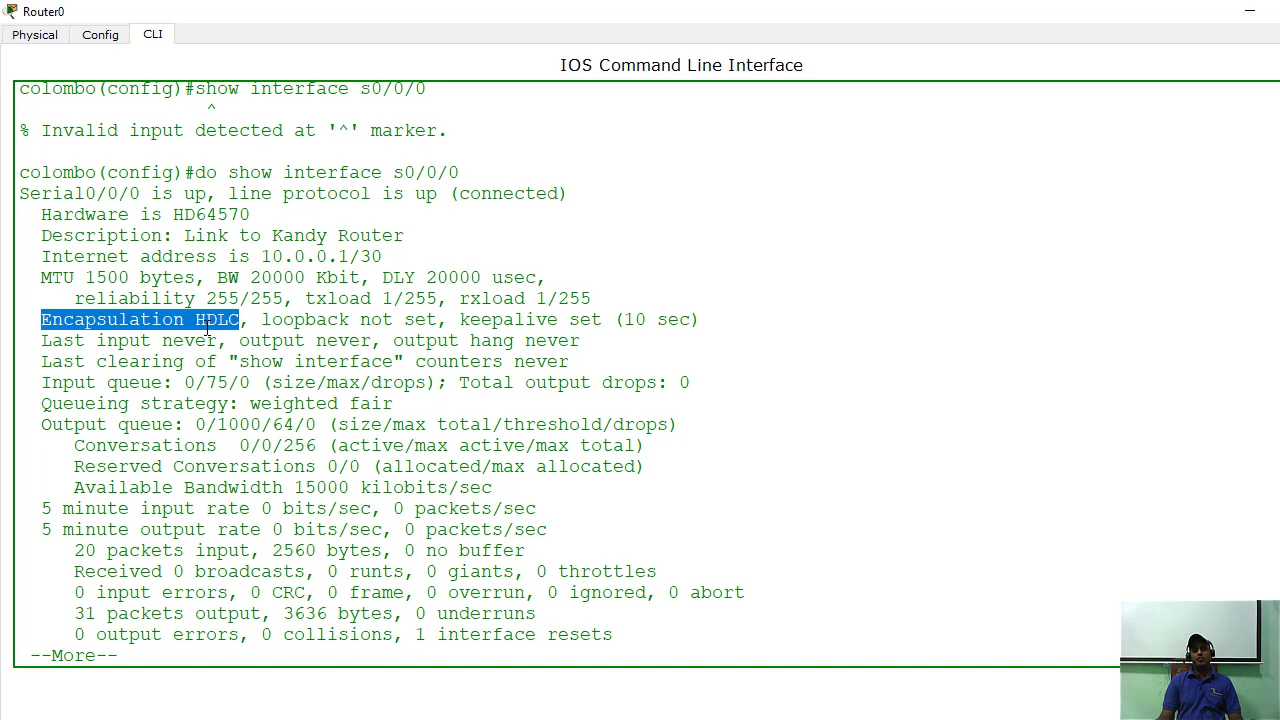 Router0
Physical Config CLI
IOS Command Line Interface
colombo(config)#show interface s0/0/0
^
% Invalid input detected at '^' marker.
colombo(config)#do show interface s0/0/0
Serial0/0/0 is up, line protocol is up (connected)
Hardware is HD64570
Description: Link to Kandy Router
Internet address is 10.0.0.1/30
MTU 1500 bytes, BW 20000 Kbit, DLY 20000 usec,
reliability 255/255, txload 1/255, rxload 1/255
Encapsulation HDLC, loopback not set, keepalive set (10 sec)
Last input never, output never, output hang never
Last clearing of "show interface" counters never
Input queue: 0/75/0 (size/max/drops); Total output drops: 0
Queueing strategy: weighted fair
Output queue: 0/1000/64/0 (size/max total/threshold/drops)
Conversations  0/0/256 (active/max active/max total)
Reserved Conversations 0/0 (allocated/max allocated)
Available Bandwidth 15000 kilobits/sec
5 minute input rate 0 bits/sec, 0 packets/sec
5 minute output rate 0 bits/sec, 0 packets/sec
20 packets input, 2560 bytes, 0 no buffer
Received 0 broadcasts, 0 runts, 0 giants, 0 throttles
0 input errors, 0 CRC, 0 frame, 0 overrun, 0 ignored, 0 abort
31 packets output, 3636 bytes, 0 underruns
0 output errors, 0 collisions, 1 interface resets
--More--